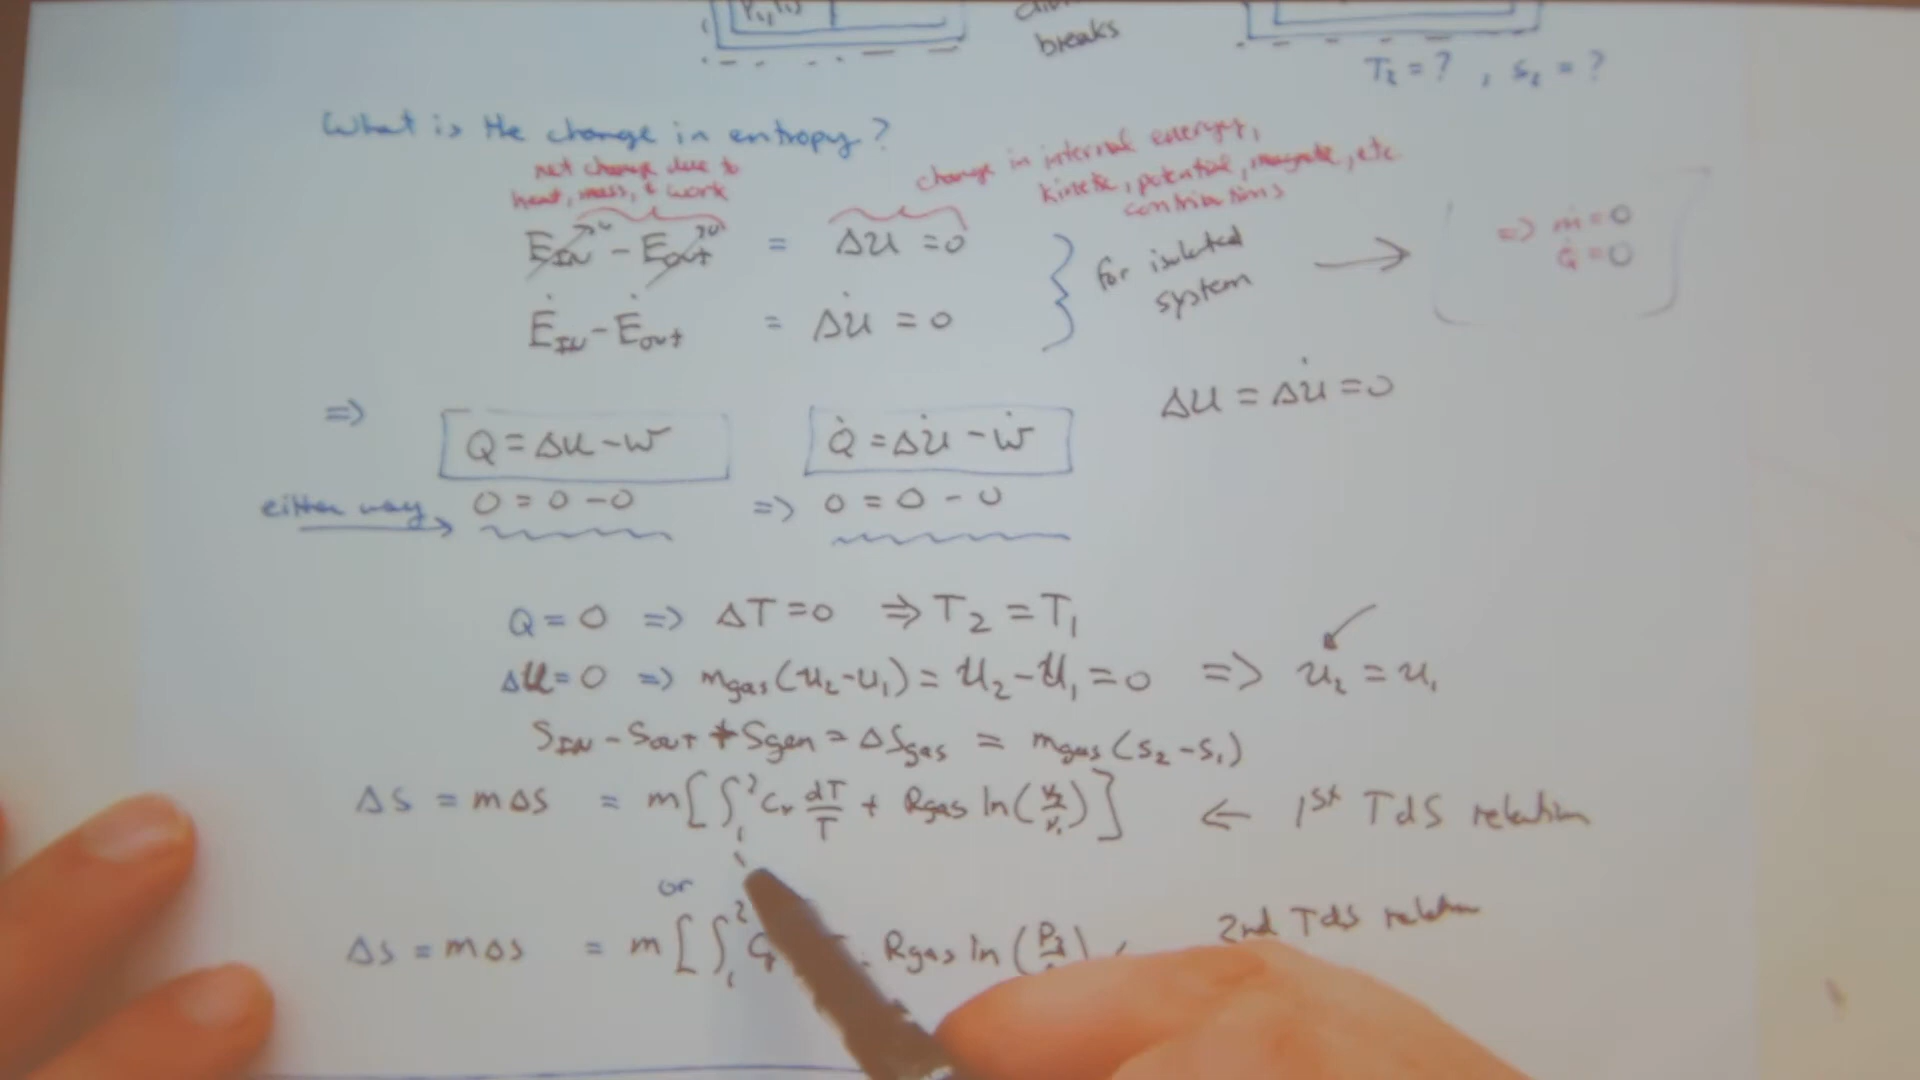 P₁, T₁
breaks
T₂ = ? , s₂ = ?
What is the change in entropy?
net change due to
heat, mass, & work
change in internal energy,
kinetic, potential, magnetic, etc
contributions
E_IN - E_OUT = ΔU = 0
Ė_IN - Ė_OUT = ΔU̇ = 0
for isolated
system
=> ṁ = 0
Q̇ = 0
ΔU = ΔU̇ = 0
=> Q = ΔU - W
Q̇ = ΔU̇ - Ẇ
either way 0 = 0 - 0 => 0 = 0 - 0
Q = 0 => ΔT = 0 => T₂ = T₁
ΔU = 0 => m_gas (u₂ - u₁) = U₂ - U₁ = 0 => u₂ = u₁
S_IN - S_OUT + S_gen = ΔS_gas = m_gas (s₂ - s₁)
ΔS = mΔs = m[∫₁² Cv dT/T + R_gas ln(v₂/v₁)] ← 1st TdS relation
or
ΔS = mΔs = m[∫₁² R_gas ln(P₂ 2nd TdS relation